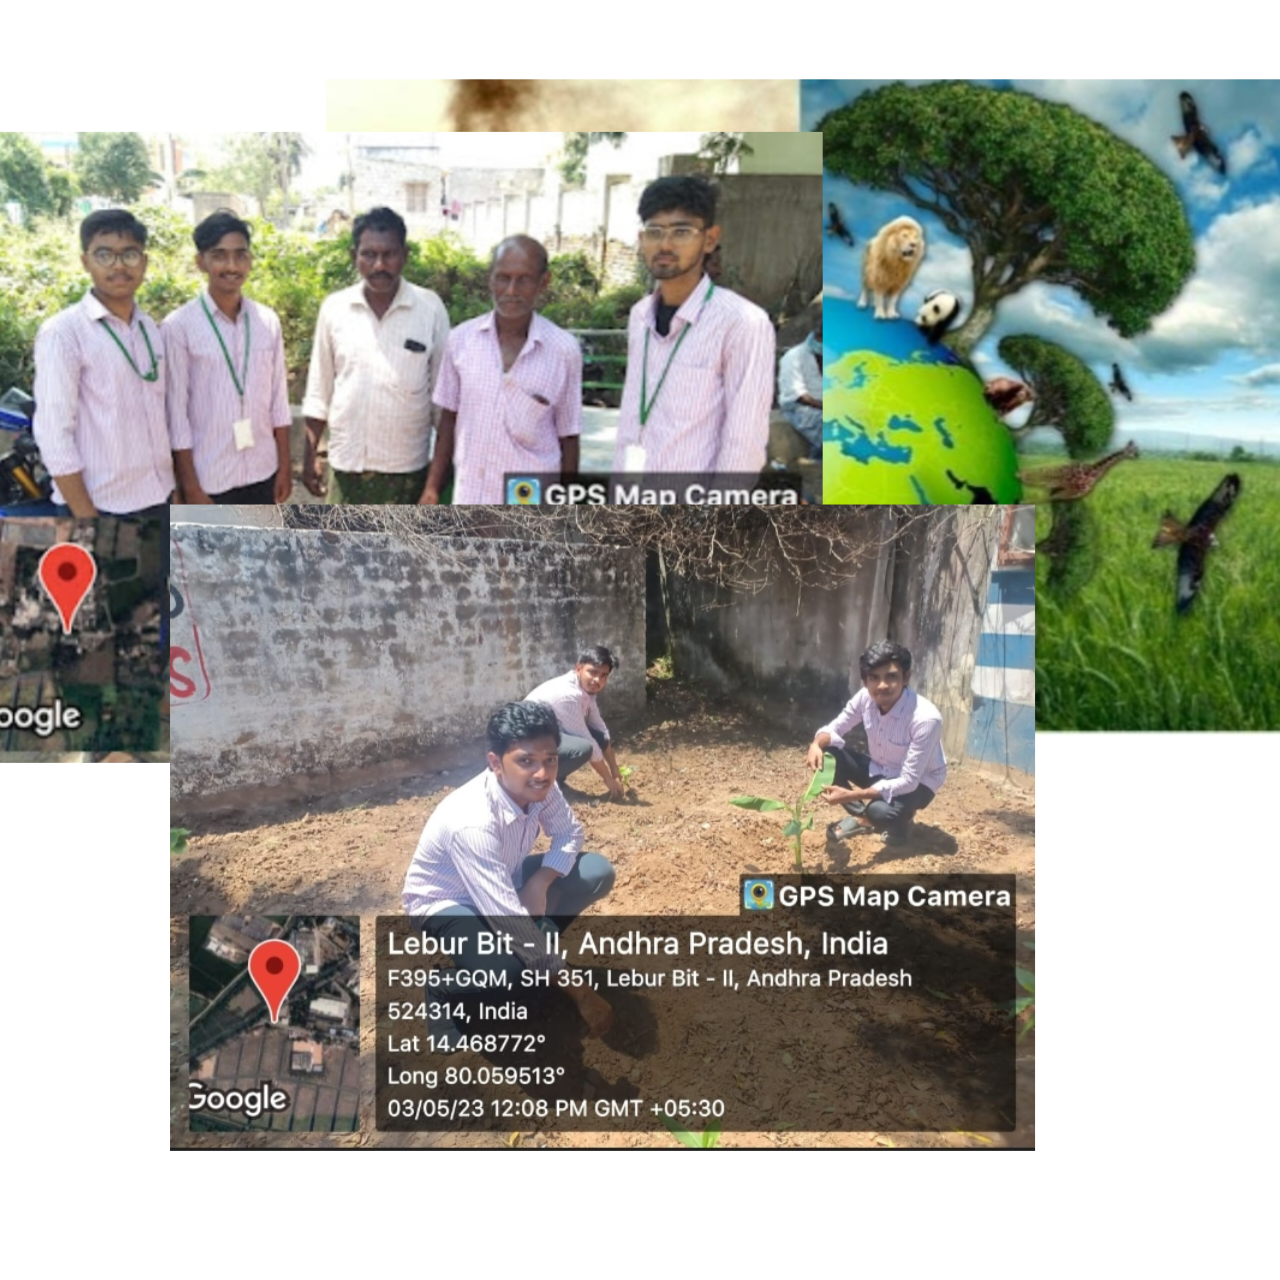 GPS Map Camera
oogle
S
GPS Map Camera
Lebur Bit - II, Andhra Pradesh, India
F395+GQM, SH 351, Lebur Bit - II, Andhra Pradesh
524314, India
Lat 14.468772°
Long 80.059513°
03/05/23 12:08 PM GMT +05:30
Google